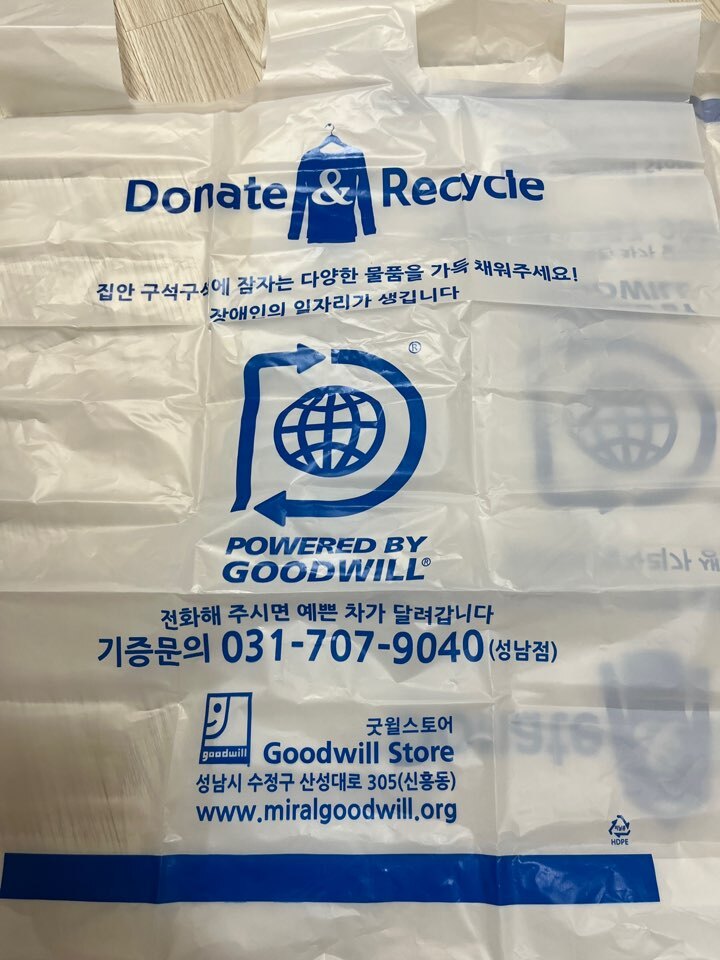 Donate & Recycle
집안 구석구석에 잠자는 다양한 물품을 가득 채워주세요!
장애인의 일자리가 생깁니다
®
POWERED BY
GOODWILL®
전화해 주시면 예쁜 차가 달려갑니다
기증문의 031-707-9040(성남점)
goodwill
굿윌스토어
Goodwill Store
성남시 수정구 산성대로 305(신흥동)
www.miralgoodwill.org
HDPE